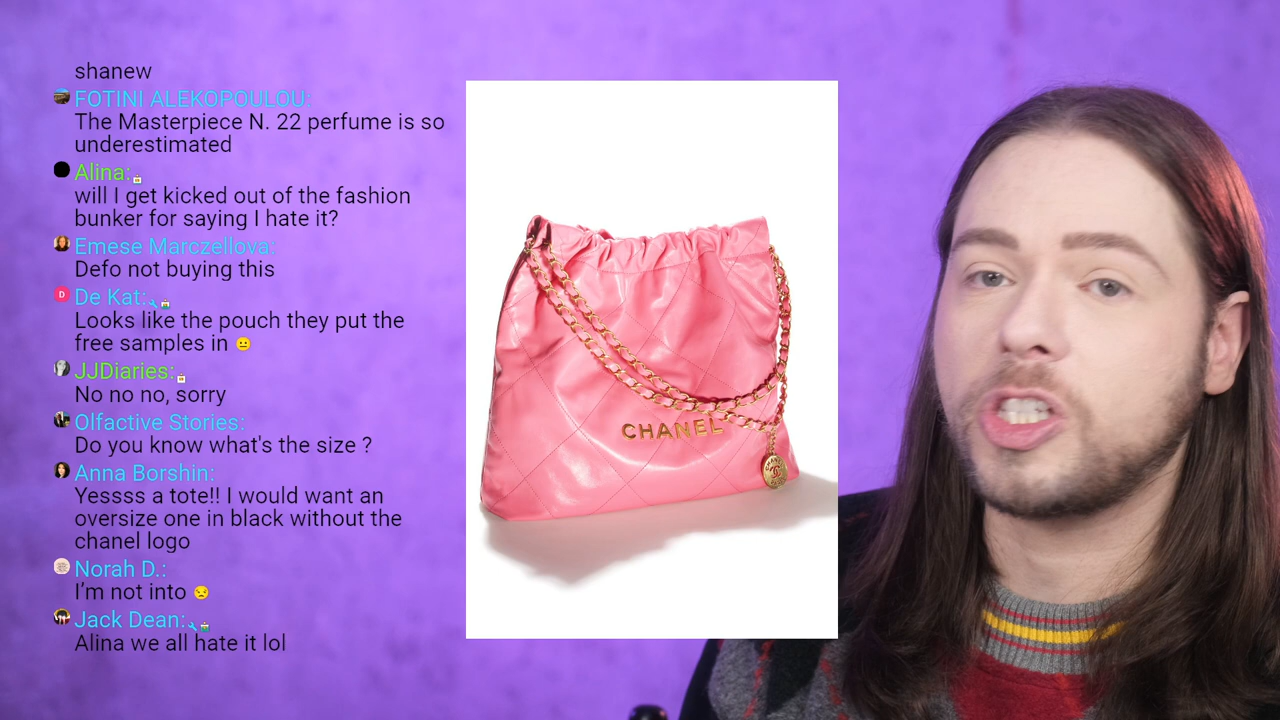 shanew
FOTINI ALEKOPOULOU:
The Masterpiece N. 22 perfume is so
underestimated
Alina:
will I get kicked out of the fashion
bunker for saying I hate it?
Emese Marczellova:
Defo not buying this
D
De Kat:
Looks like the pouch they put the
free samples in 😐
JJDiaries:
No no no, sorry
Olfactive Stories:
Do you know what's the size ?
Anna Borshin:
Yessss a tote!! I would want an
oversize one in black without the
chanel logo
Norah D.:
I'm not into 😒
Jack Dean:
Alina we all hate it lol
CHANEL